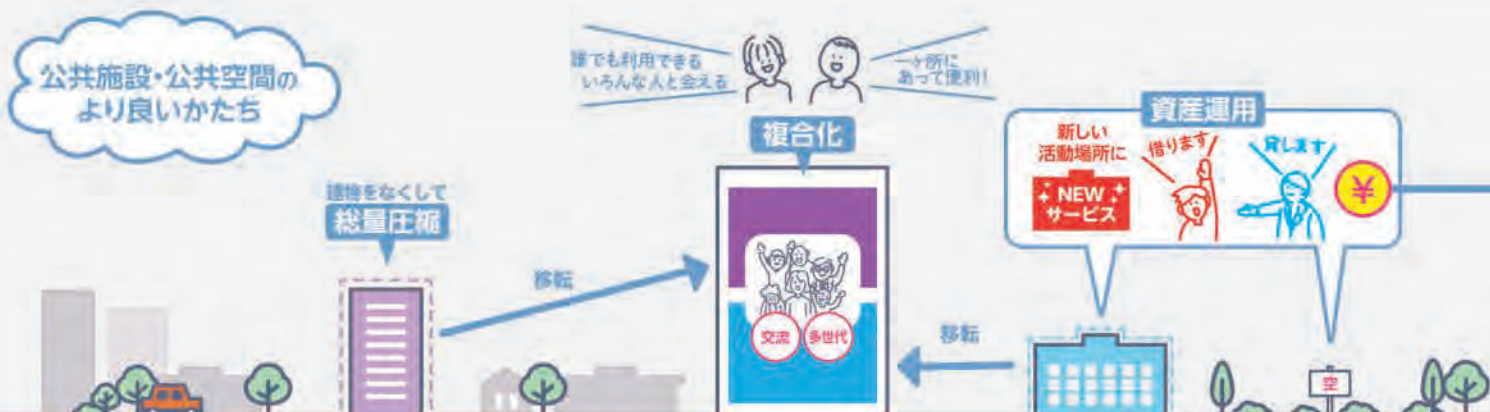 公共施設・公共空間の
より良いかたち
建物をなくして
総量圧縮
移転
誰でも利用できる
いろんな人と会える
一ヶ所に
あって便利!
複合化
交流
多世代
移転
資産運用
新しい
活動場所に
NEW
サービス
借ります
貸します
¥
空